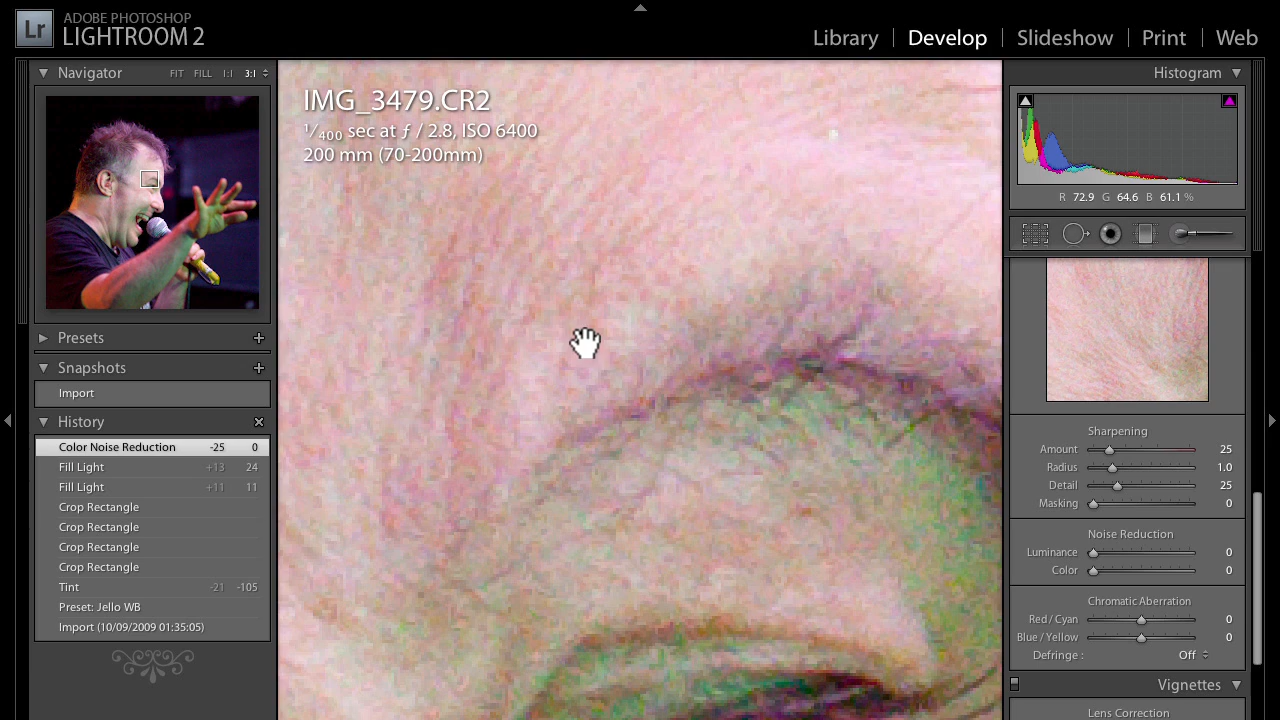 Lr ADOBE PHOTOSHOP
LIGHTROOM 2
Library | Develop | Slideshow | Print | Web
Navigator FIT FILL 1:1 3:1
Presets
Snapshots
Import
History
Color Noise Reduction -25 0
Fill Light +13 24
Fill Light +11 11
Crop Rectangle
Crop Rectangle
Crop Rectangle
Crop Rectangle
Tint -21 -105
Preset: Jello WB
Import (10/09/2009 01:35:05)
IMG_3479.CR2
1/400 sec at ƒ / 2.8, ISO 6400
200 mm (70-200mm)
Histogram
R 72.9 G 64.6 B 61.1 %
Sharpening
Amount 25
Radius 1.0
Detail 25
Masking 0
Noise Reduction
Luminance 0
Color 0
Chromatic Aberration
Red / Cyan 0
Blue / Yellow 0
Defringe : Off
Vignettes
Lens Correction